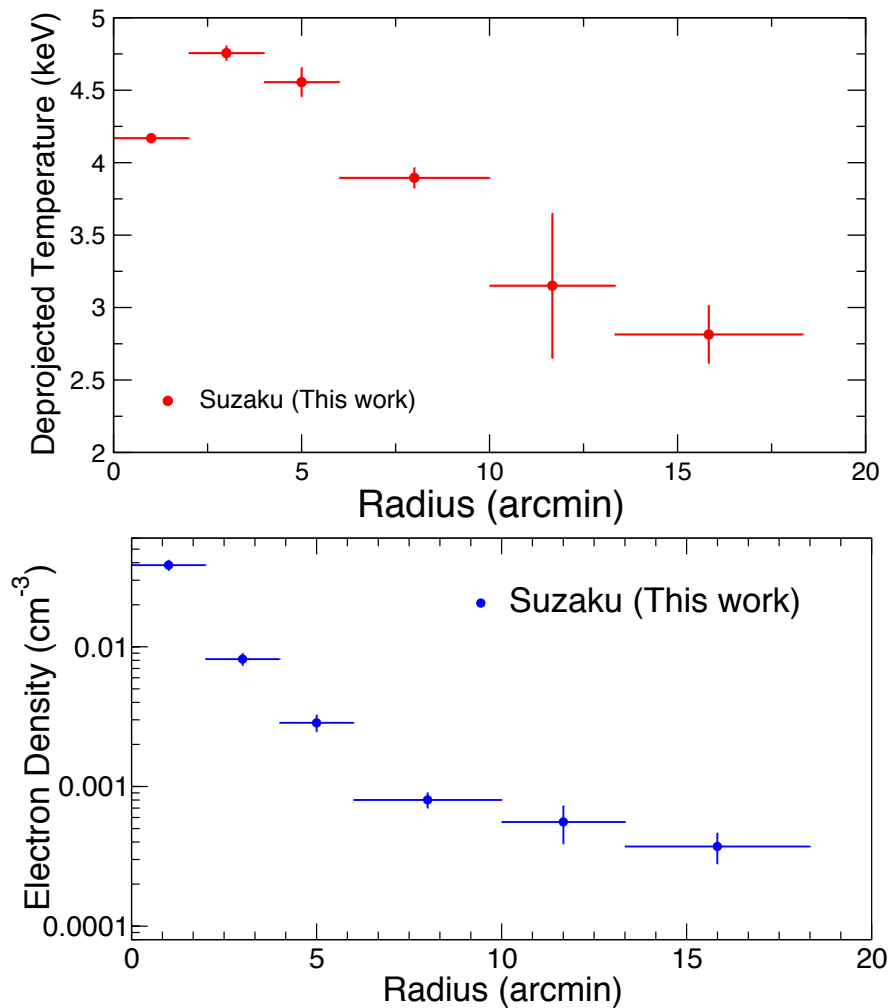 Deprojected Temperature (keV)
5
4.5
4
3.5
3
2.5
2
Suzaku (This work)
0 5 10 15 20
Radius (arcmin)
Electron Density (cm-3)
0.01
0.001
0.0001
Suzaku (This work)
0 5 10 15 20
Radius (arcmin)